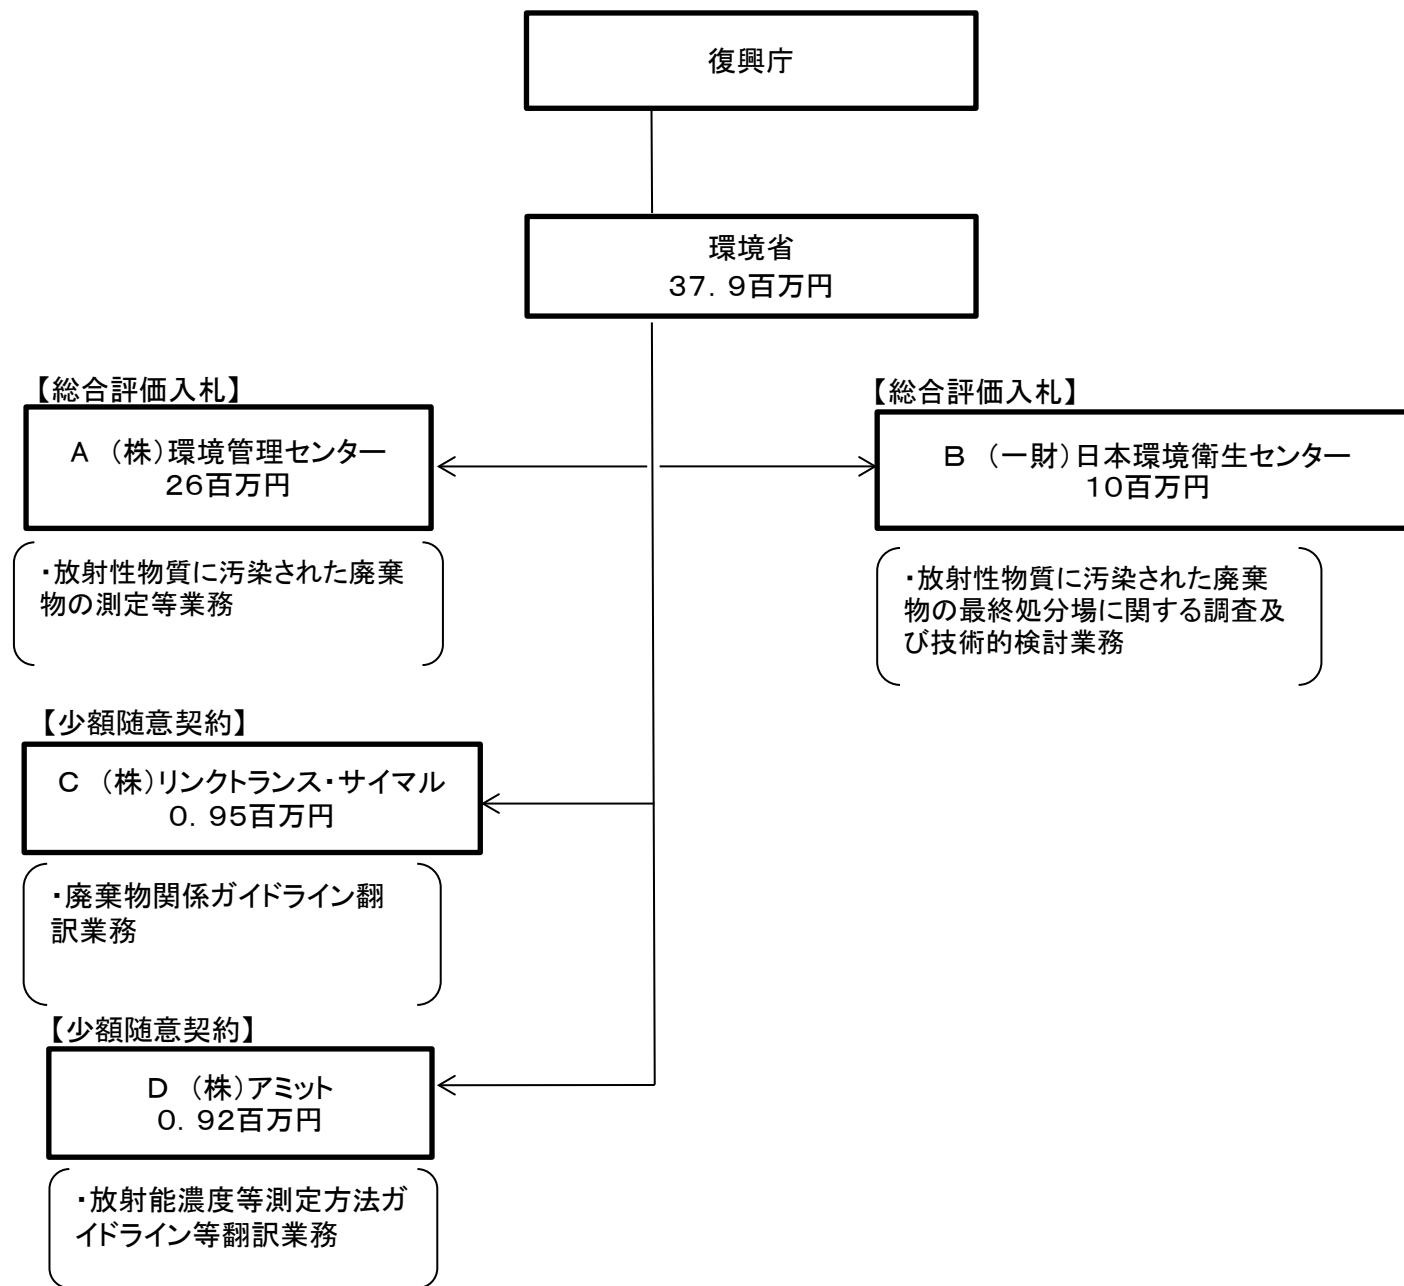 復興庁
環境省
37．9百万円
【総合評価入札】
A （株）環境管理センター
26百万円
・放射性物質に汚染された廃棄
物の測定等業務
【総合評価入札】
B （一財）日本環境衛生センター
10百万円
・放射性物質に汚染された廃棄
物の最終処分場に関する調査及
び技術的検討業務
【少額随意契約】
C （株）リンクトランス・サイマル
0．95百万円
・廃棄物関係ガイドライン翻
訳業務
【少額随意契約】
D （株）アミット
0．92百万円
・放射能濃度等測定方法ガ
イドライン等翻訳業務